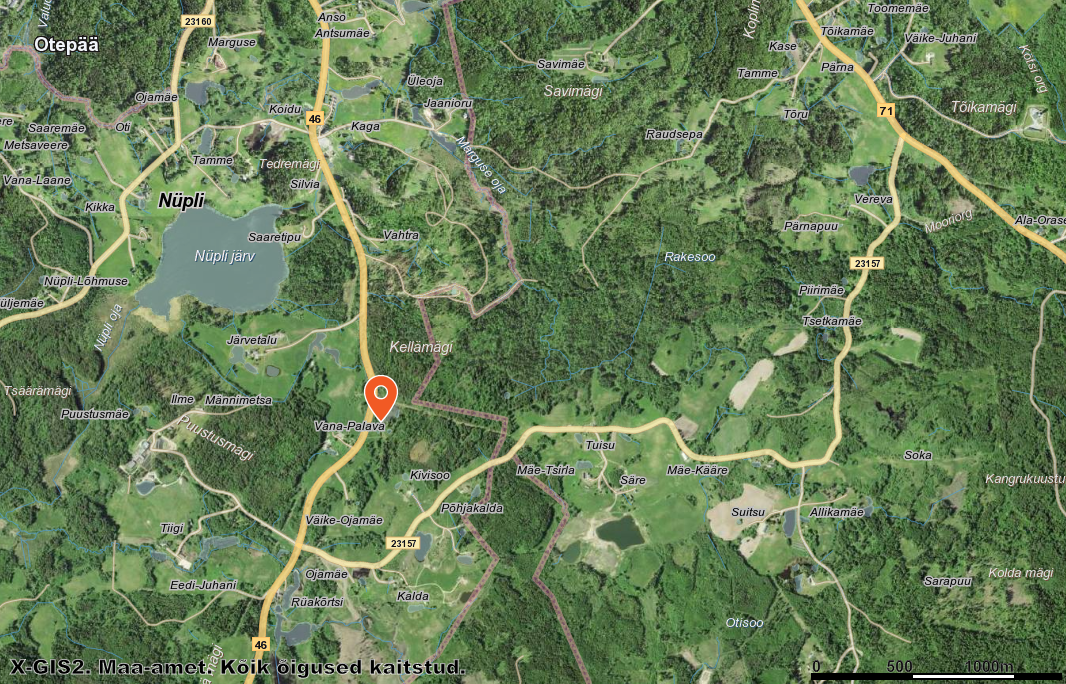 Valu
23160
Anso
Antsumäe
Koplim
Toomemäe
Otepää
Marguse
Savimäe
Kase
Tõikamäe
Väike-Juhani
Kolsi org
Üleoja
Savimägi
Tamme
Pärna
Ojamäe
Koidu
Jaanioru
71
Tõikamägi
ere
Saaremäe
Oti
46
Kaga
Tõru
Metsaveere
Raudsepa
Marguse oja
Tamme
Tedremägi
Vana-Laane
Silvia
Kikka
Nüpli
Vereva
Moonorg
Ala-Orase
Pärnapuu
Saaretipu
Vahtra
Nüpli järv
Rakesoo
23157
Nüpli-Lõhmuse
Piirimäe
üljemäe
Nüpli oja
Tsetkamäe
Järvetalu
Kellämägi
Tsäärämägi
Ilme
Männimetsa
Puustusmäe
Vana-Palava
Puustusmägi
Tuisu
Soka
Kivisoo
Mäe-Tsirla
Mäe-Kääre
Säre
Kangrukuustu
Põhjakalda
Väike-Ojamäe
Suitsu
Allikamäe
Tiigi
23157
Ojamäe
Kolda mägi
Eedi-Juhani
Sarapuu
Kalda
Rüakõrtsi
Otisoo
46
a mägi
X-GIS2. Maa-amet. Kõik õigused kaitstud.
0 500 1000m